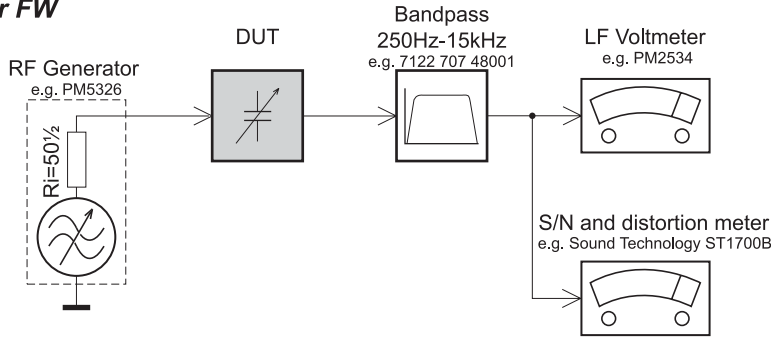 r FW
RF Generator
e.g. PM5326
Ri=50½
DUT
Bandpass
250Hz-15kHz
e.g. 7122 707 48001
LF Voltmeter
e.g. PM2534
S/N and distortion meter
e.g. Sound Technology ST1700B